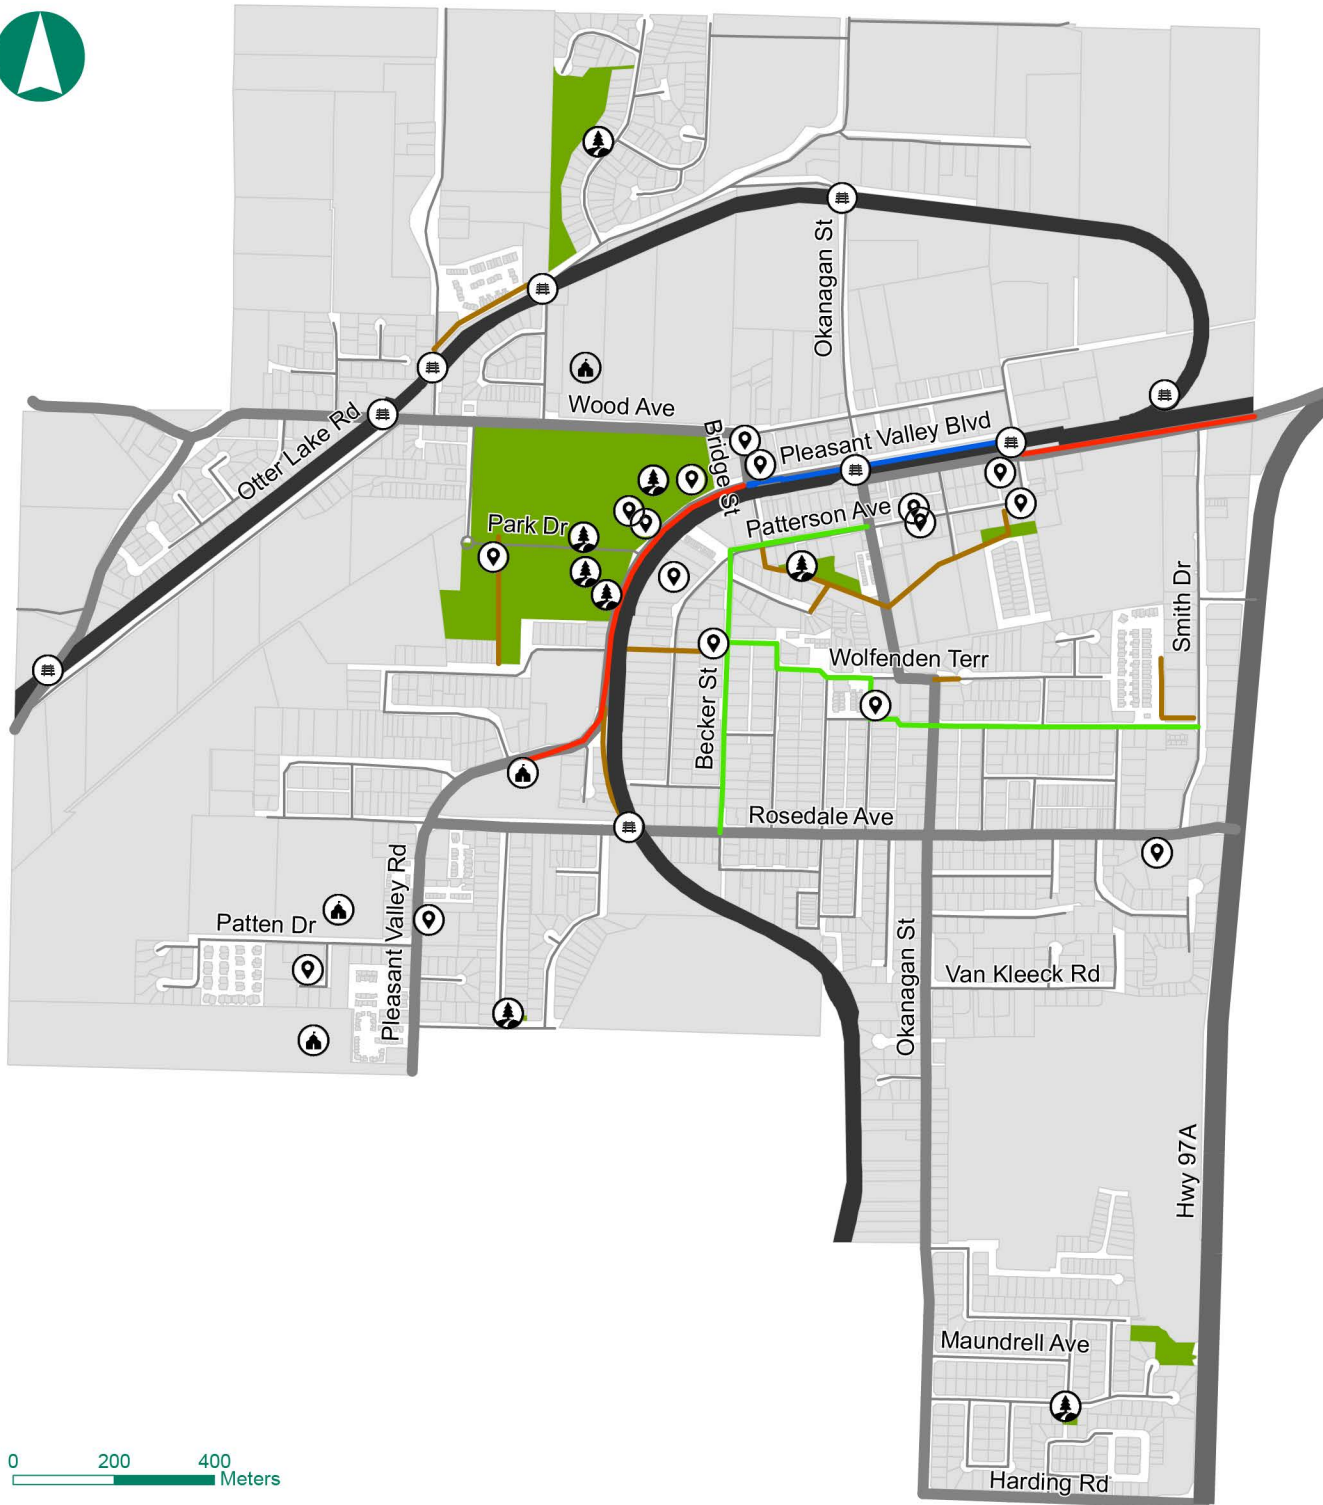 Okanagan St
Wood Ave
Otter Lake Rd
Bridge St
Pleasant Valley Blvd
Park Dr
Patterson Ave
Smith Dr
Wolfenden Terr
Becker St
Rosedale Ave
Pleasant Valley Rd
Patten Dr
Okanagan St
Van Kleeck Rd
Hwy 97A
Maundrell Ave
Harding Rd
0 200 400
Meters